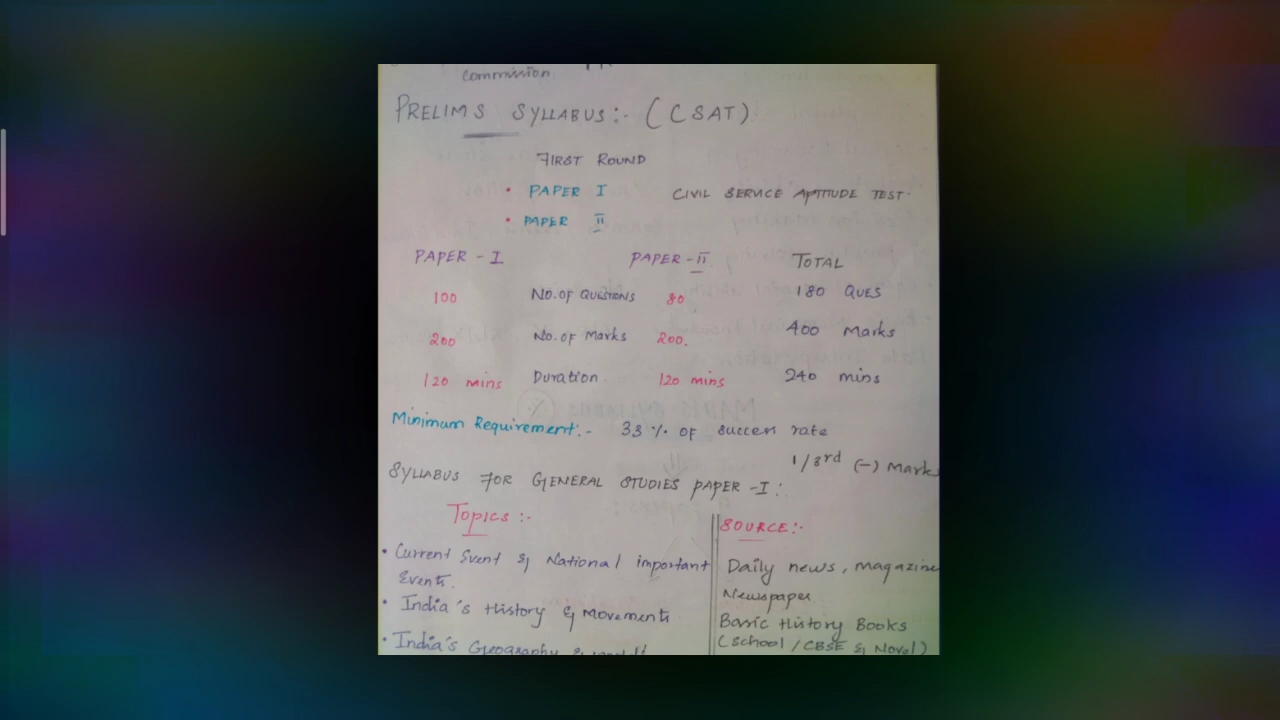 Commission
PRELIMS SYLLABUS:- (CSAT)
FIRST ROUND
• PAPER I CIVIL SERVICE APTITUDE TEST.
• PAPER II
PAPER - I PAPER - II TOTAL
100 NO. OF QUESTIONS 80 180 QUES
200 No. of Marks 200. 400 Marks
120 mins Duration 120 mins 240 mins
Minimum Requirement:- 33 % OF success rate
1/3rd (-) Marks
SYLLABUS FOR GENERAL STUDIES PAPER - I:
Topics :- SOURCE:-
• Current Event & National important Daily news, magazine
Events. Newspaper
• India's History & Movements Basic History Books
(School / CBSE & Novel)
• India's Geography &